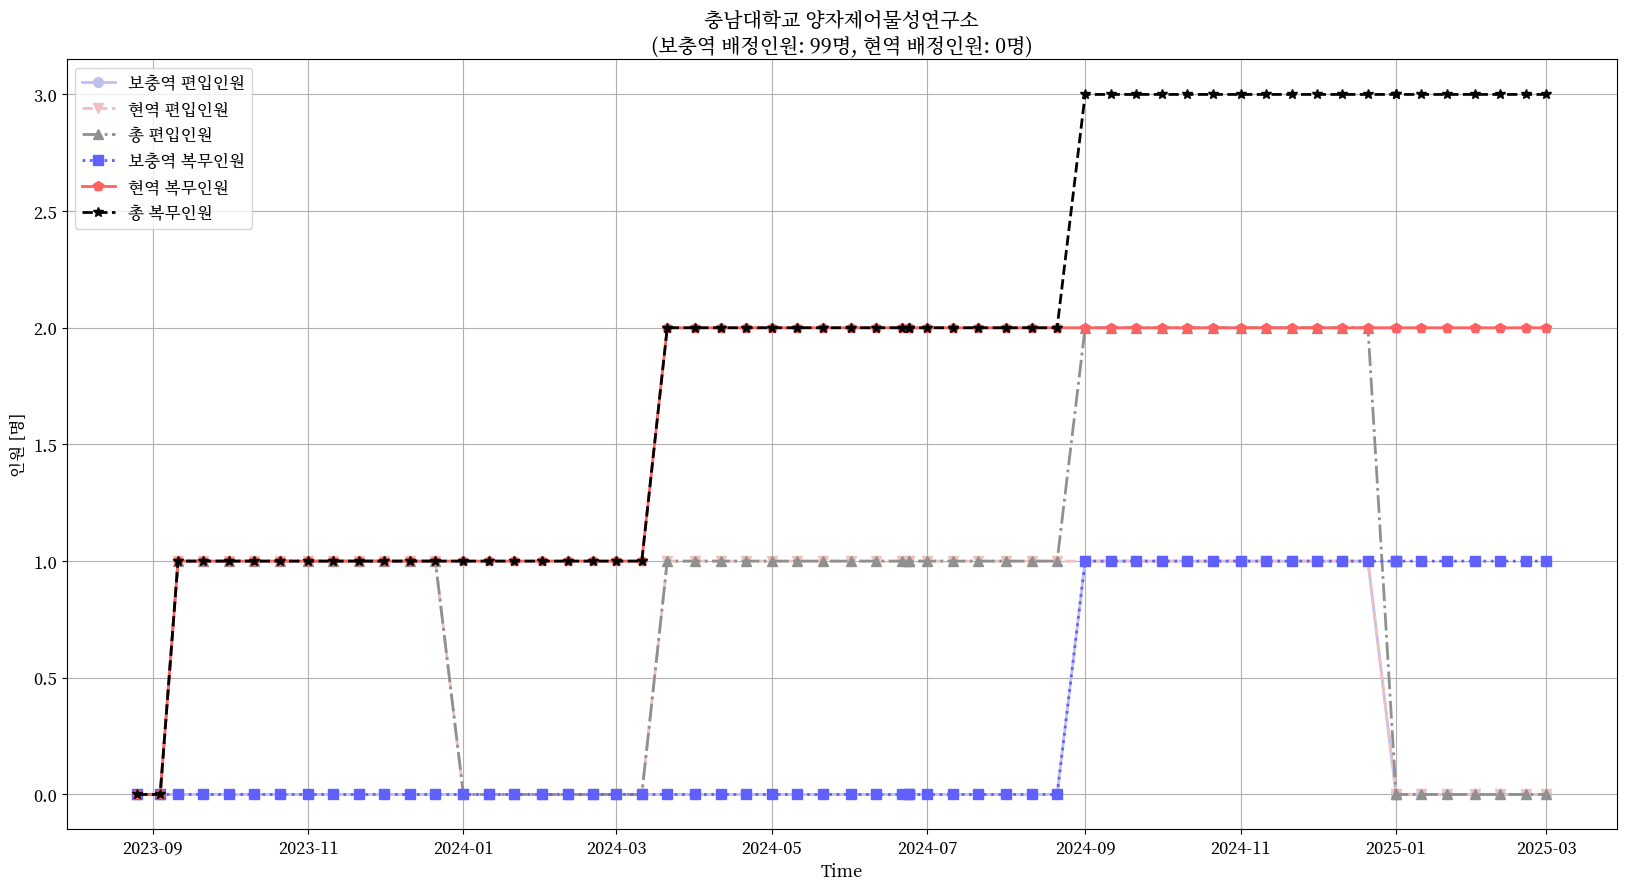 충남대학교 양자제어물성연구소
(보충역 배정인원: 99명, 현역 배정인원: 0명)
보충역 편입인원
현역 편입인원
총 편입인원
보충역 복무인원
현역 복무인원
총 복무인원
인원 [명]
3.0
2.5
2.0
1.5
1.0
0.5
0.0
2023-09
2023-11
2024-01
2024-03
2024-05
2024-07
2024-09
2024-11
2025-01
2025-03
Time